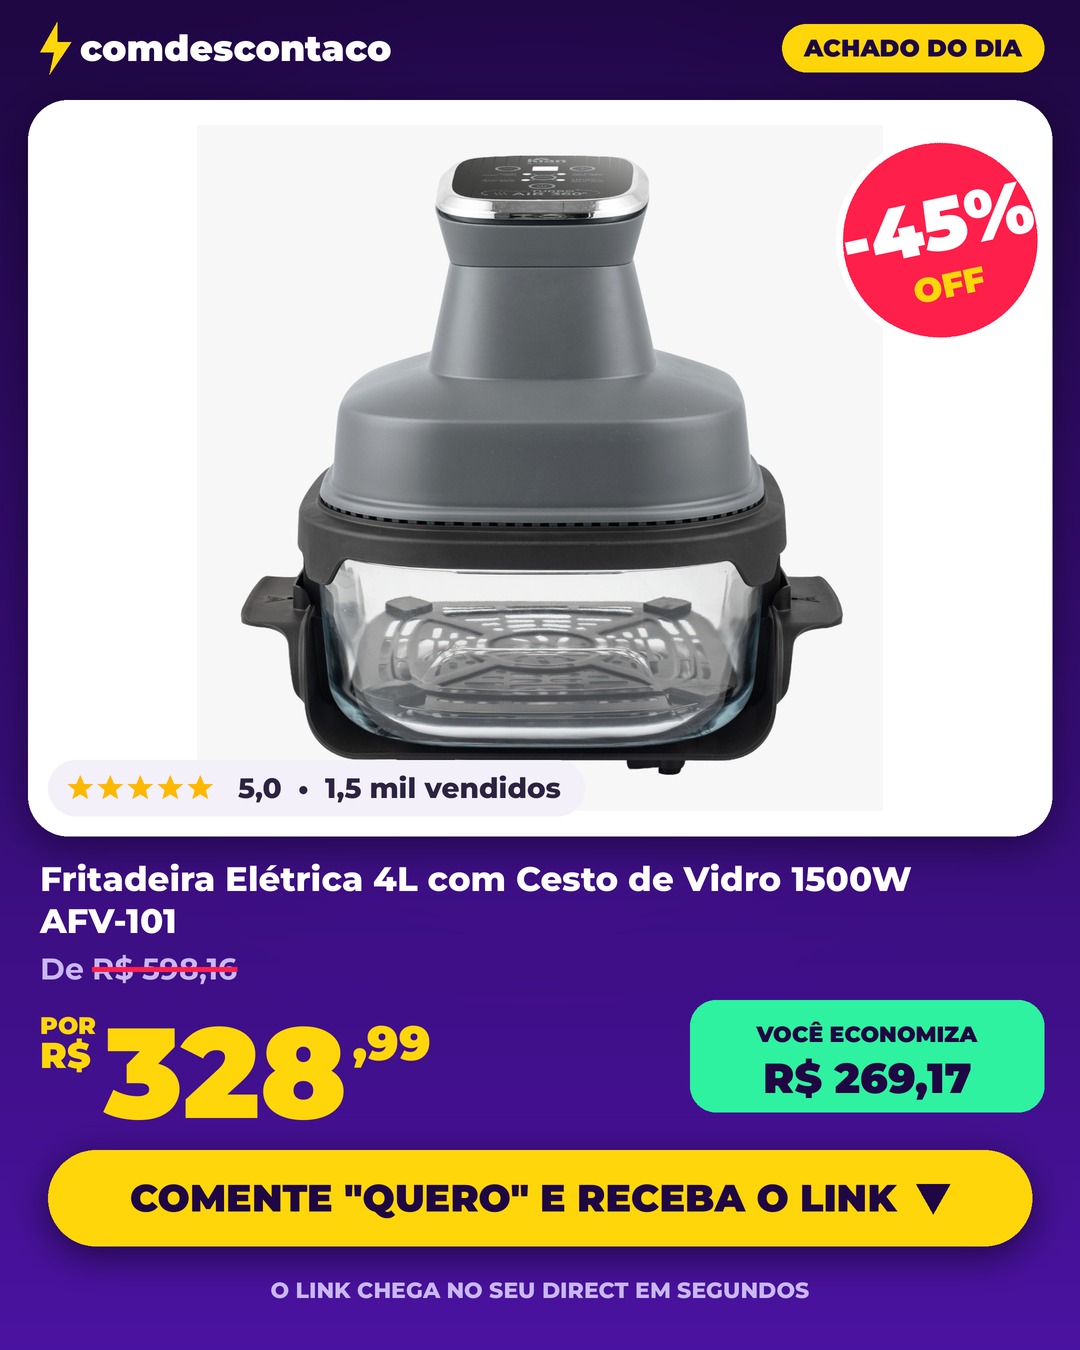 comdescontaco
ACHADO DO DIA
-45%
OFF
5,0 • 1,5 mil vendidos
Fritadeira Elétrica 4L com Cesto de Vidro 1500W
AFV-101
De R$ 598,16
POR
R$ 328,99
VOCÊ ECONOMIZA
R$ 269,17
COMENTE "QUERO" E RECEBA O LINK ▼
O LINK CHEGA NO SEU DIRECT EM SEGUNDOS